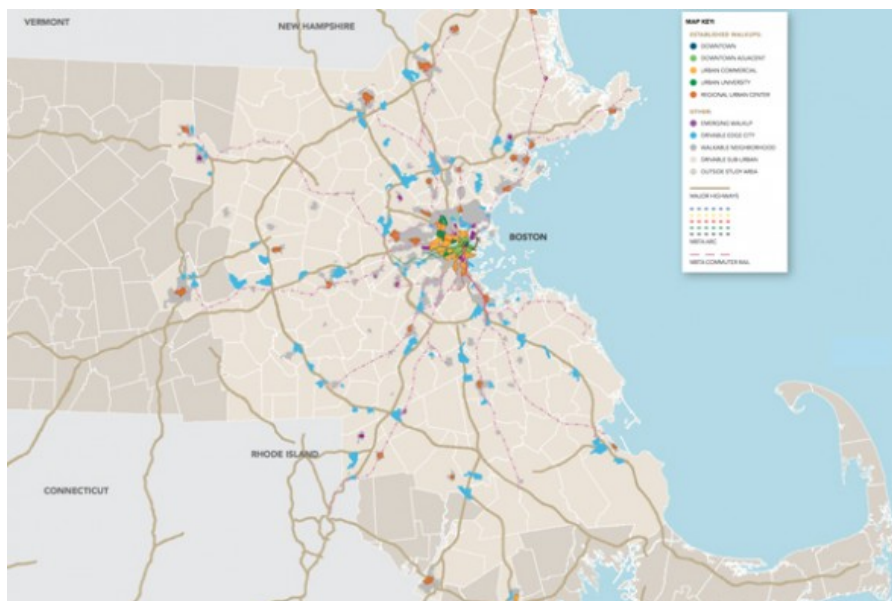 VERMONT
NEW HAMPSHIRE
MAP KEY:
ESTABLISHED WALKUPS:
DOWNTOWN
DOWNTOWN ADJACENT
URBAN COMMERCIAL
URBAN UNIVERSITY
REGIONAL URBAN CENTER
OTHER:
EMERGING WALKUP
DRIVABLE EDGE CITY
WALKABLE NEIGHBORHOOD
DRIVABLE SUB-URBAN
OUTSIDE STUDY AREA
MAJOR HIGHWAYS
MBTA
MBTA COMMUTER RAIL
BOSTON
RHODE ISLAND
CONNECTICUT